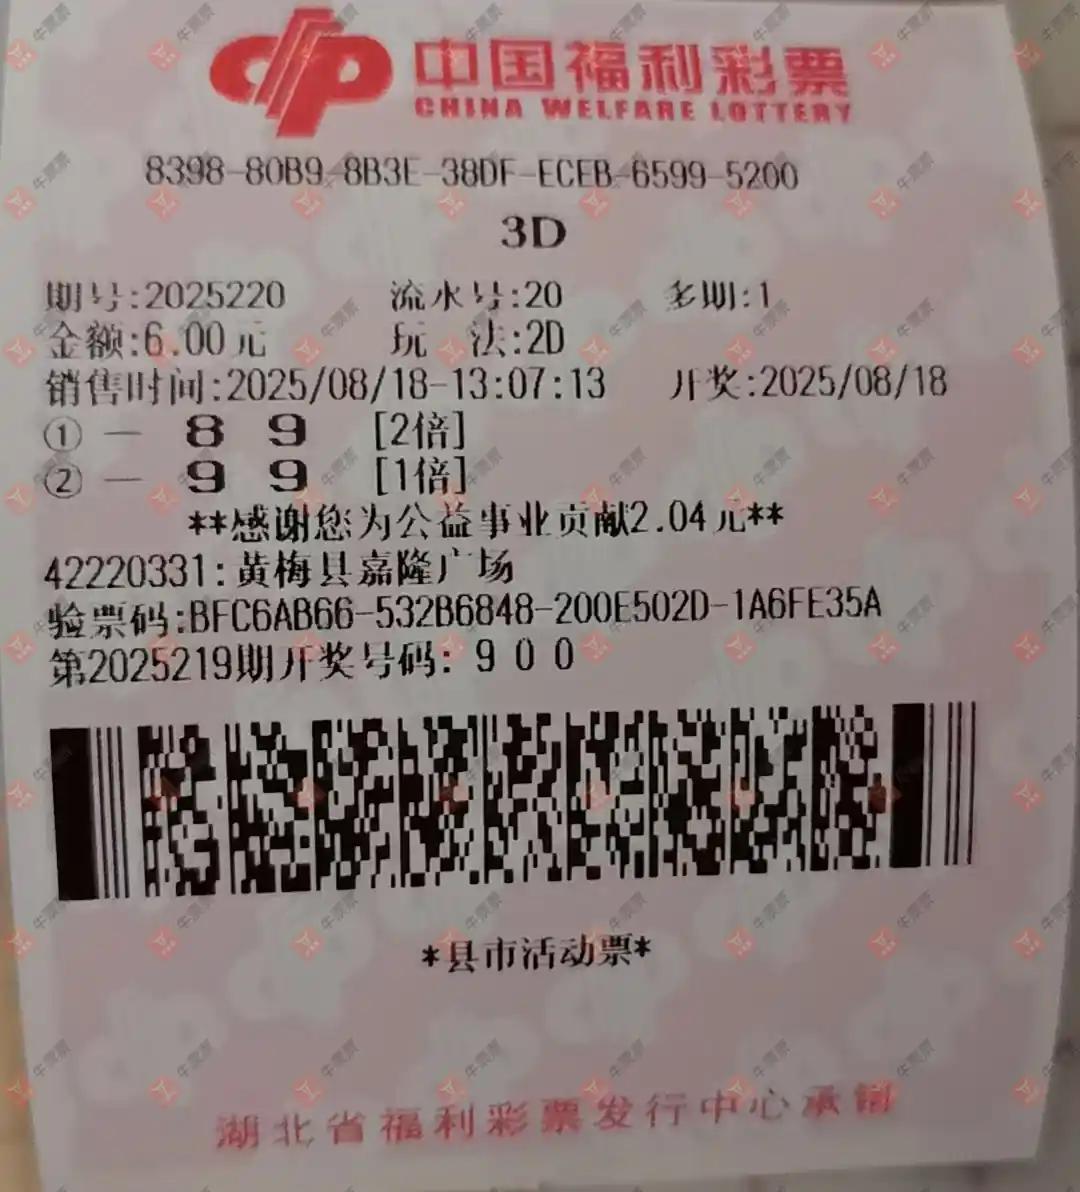 中国福利彩票
CHINA WELFARE LOTTERY
8398-80B9-8B3E-38DF-ECEB-6599-5200
3D
期号:2025220 流水号:20 多期:1
金额:6.00元 玩 法:2D
销售时间:2025/08/18-13:07:13 开奖:2025/08/18
① — 8 9 [2倍]
② — 9 9 [1倍]
**感谢您为公益事业贡献2.04元**
42220331:黄梅县嘉隆广场
验票码:BFC6AB66-532B6848-200E502D-1A6FE35A
第2025219期开奖号码: 9 0 0
*县市活动票*
湖北省福利彩票发行中心承销